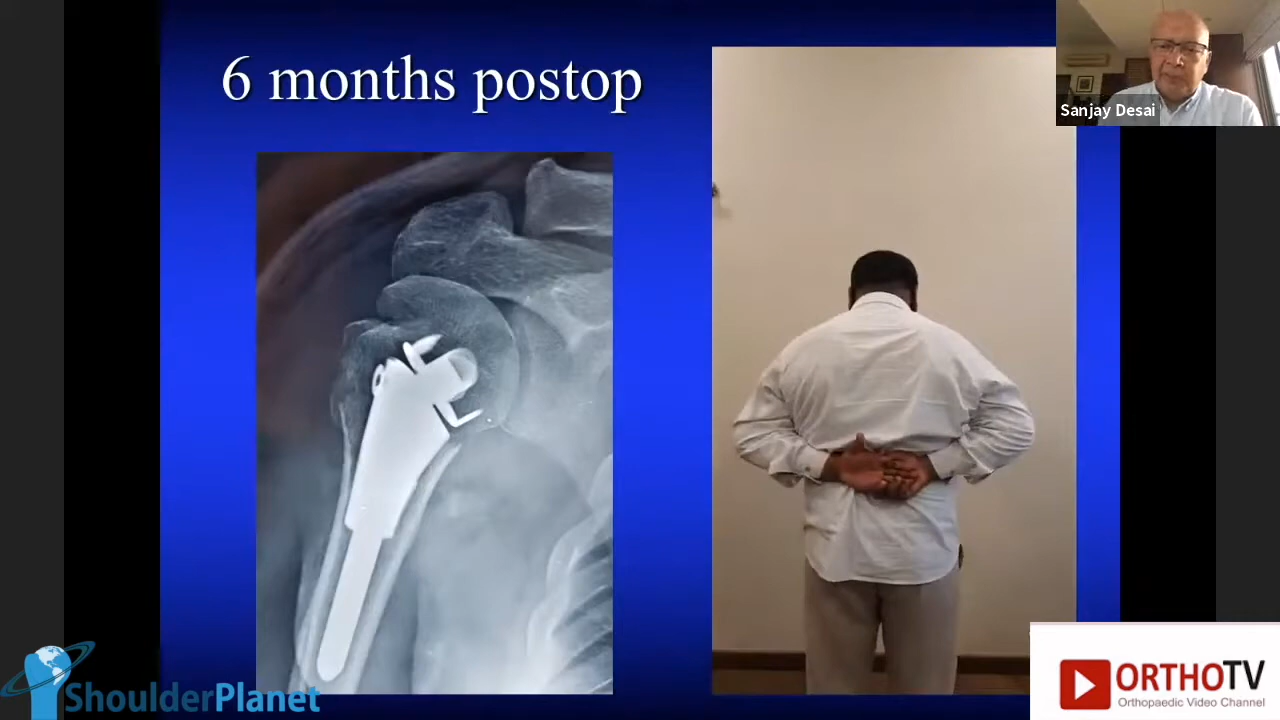 6 months postop
Sanjay Desai
ShoulderPlanet
ORTHOTV
Orthopaedic Video Channel